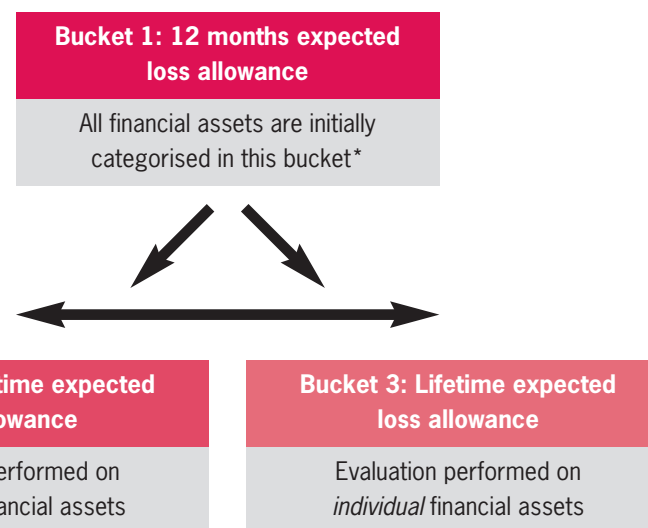 Bucket 1: 12 months expected
loss allowance
All financial assets are initially
categorised in this bucket*
time expected
owance
erformed on
ancial assets
Bucket 3: Lifetime expected
loss allowance
Evaluation performed on
individual financial assets